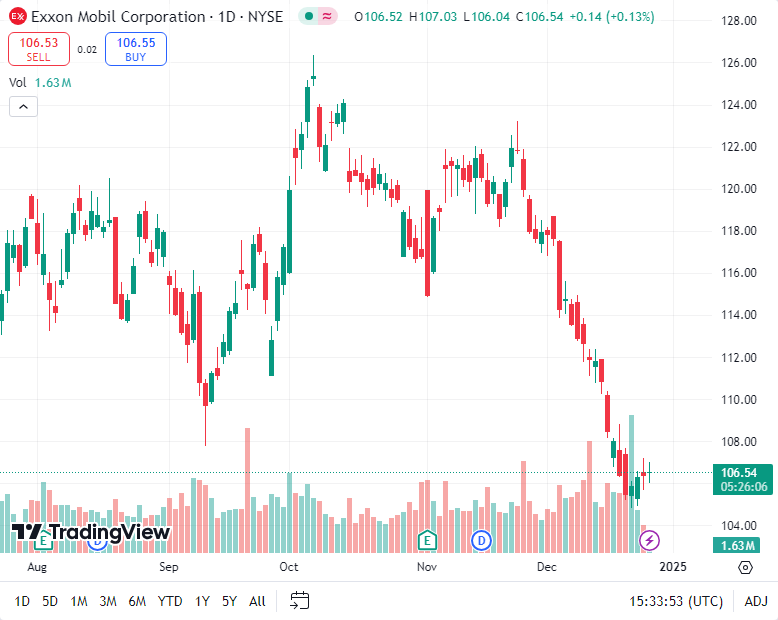 Exxon Mobil Corporation · 1D · NYSE O106.52 H107.03 L106.04 C106.54 +0.14 (+0.13%)
106.53 SELL 0.02 106.55 BUY
Vol 1.63M
128.00
126.00
124.00
122.00
120.00
118.00
116.00
114.00
112.00
110.00
108.00
106.54
05:26:06
104.00
1.63M
TradingView
E D E D
Aug Sep Oct Nov Dec 2025
1D 5D 1M 3M 6M YTD 1Y 5Y All 15:33:53 (UTC) ADJ